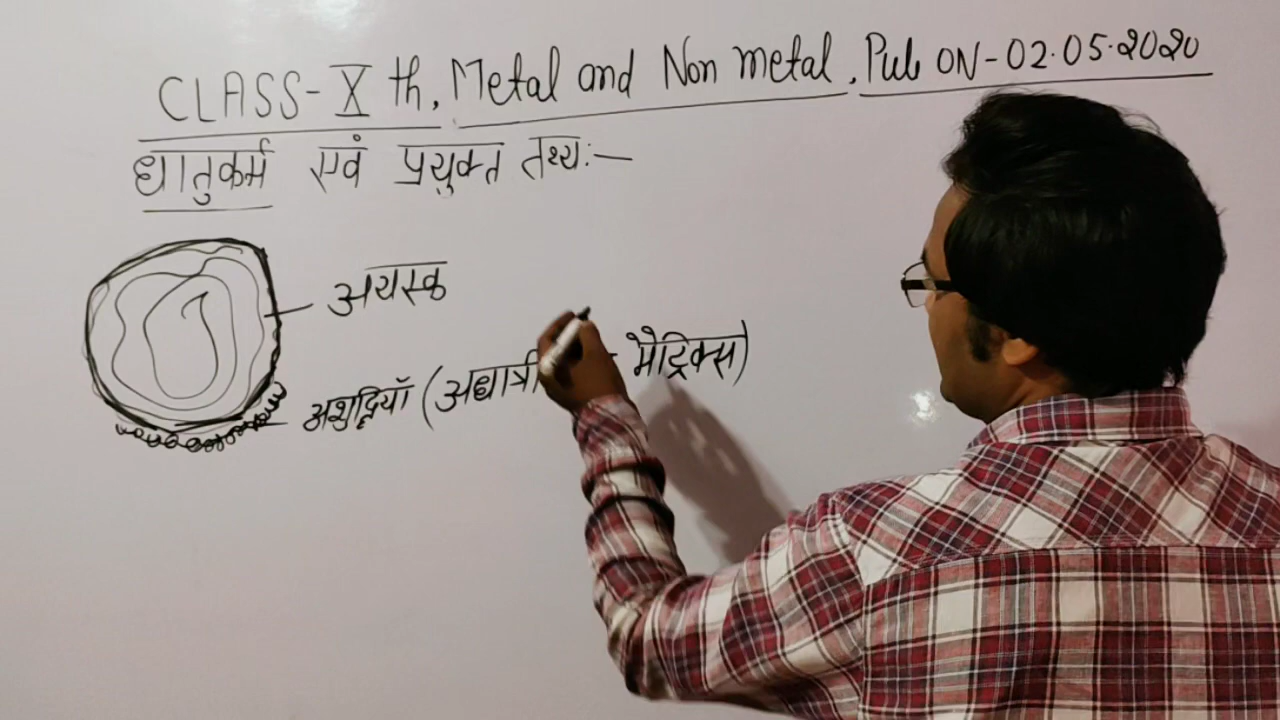 CLASS-X th, Metal and Non metal, Pub ON-02.05.2020
धातुकर्म एवं प्रयुक्त तथ्य:—
अयस्क
अशुद्वियाँ (अधात्री मैट्रिक्स)